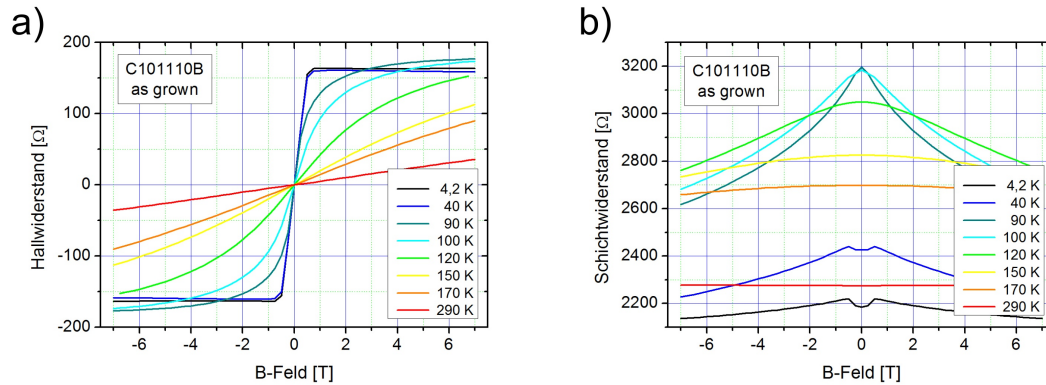 a)
C101110B
as grown
Hallwiderstand [Ω]
200
100
0
-100
-200
-6
-4
-2
0
2
4
6
B-Feld [T]
4,2 K
40 K
90 K
100 K
120 K
150 K
170 K
290 K
b)
C101110B
as grown
Schichtwiderstand [Ω]
3200
3000
2800
2600
2400
2200
-6
-4
-2
0
2
4
6
B-Feld [T]
4,2 K
40 K
90 K
100 K
120 K
150 K
170 K
290 K